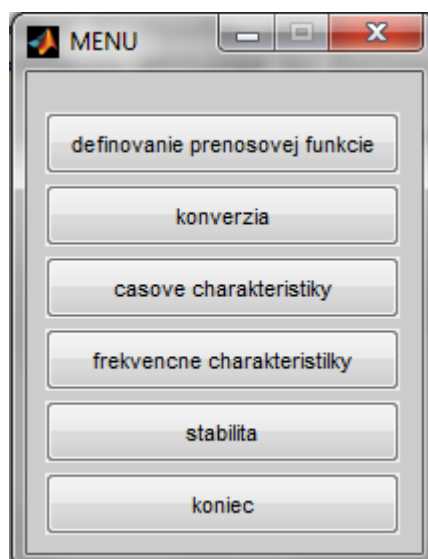 MENU
definovanie prenosovej funkcie
konverzia
casove charakteristiky
frekvencne charakteristilky
stabilita
koniec